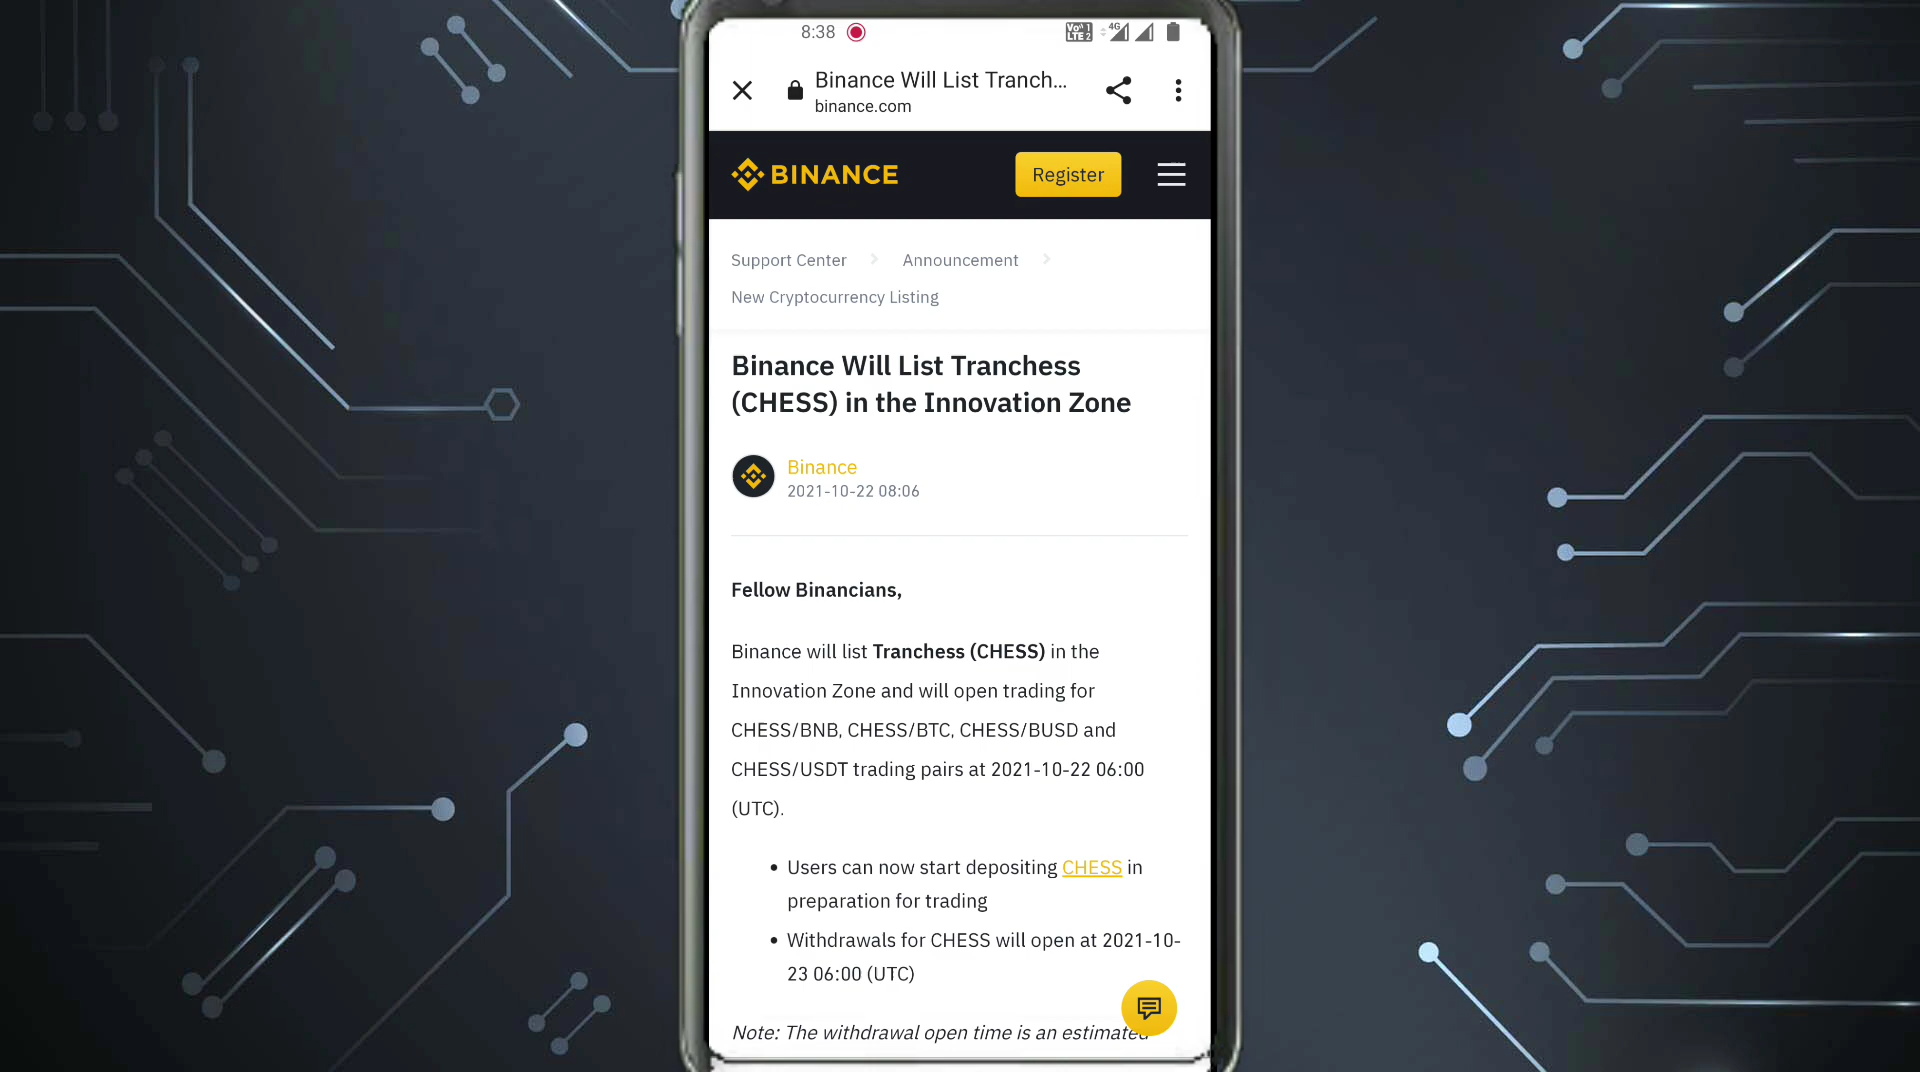 8:38
Vo 1
LTE 2
4G
Binance Will List Tranch...
binance.com
BINANCE
Register
Support Center
Announcement
New Cryptocurrency Listing
Binance Will List Tranchess
(CHESS) in the Innovation Zone
Binance
2021-10-22 08:06
Fellow Binancians,
Binance will list Tranchess (CHESS) in the
Innovation Zone and will open trading for
CHESS/BNB, CHESS/BTC, CHESS/BUSD and
CHESS/USDT trading pairs at 2021-10-22 06:00
(UTC).
• Users can now start depositing CHESS in
preparation for trading
• Withdrawals for CHESS will open at 2021-10-
23 06:00 (UTC)
Note: The withdrawal open time is an estimated